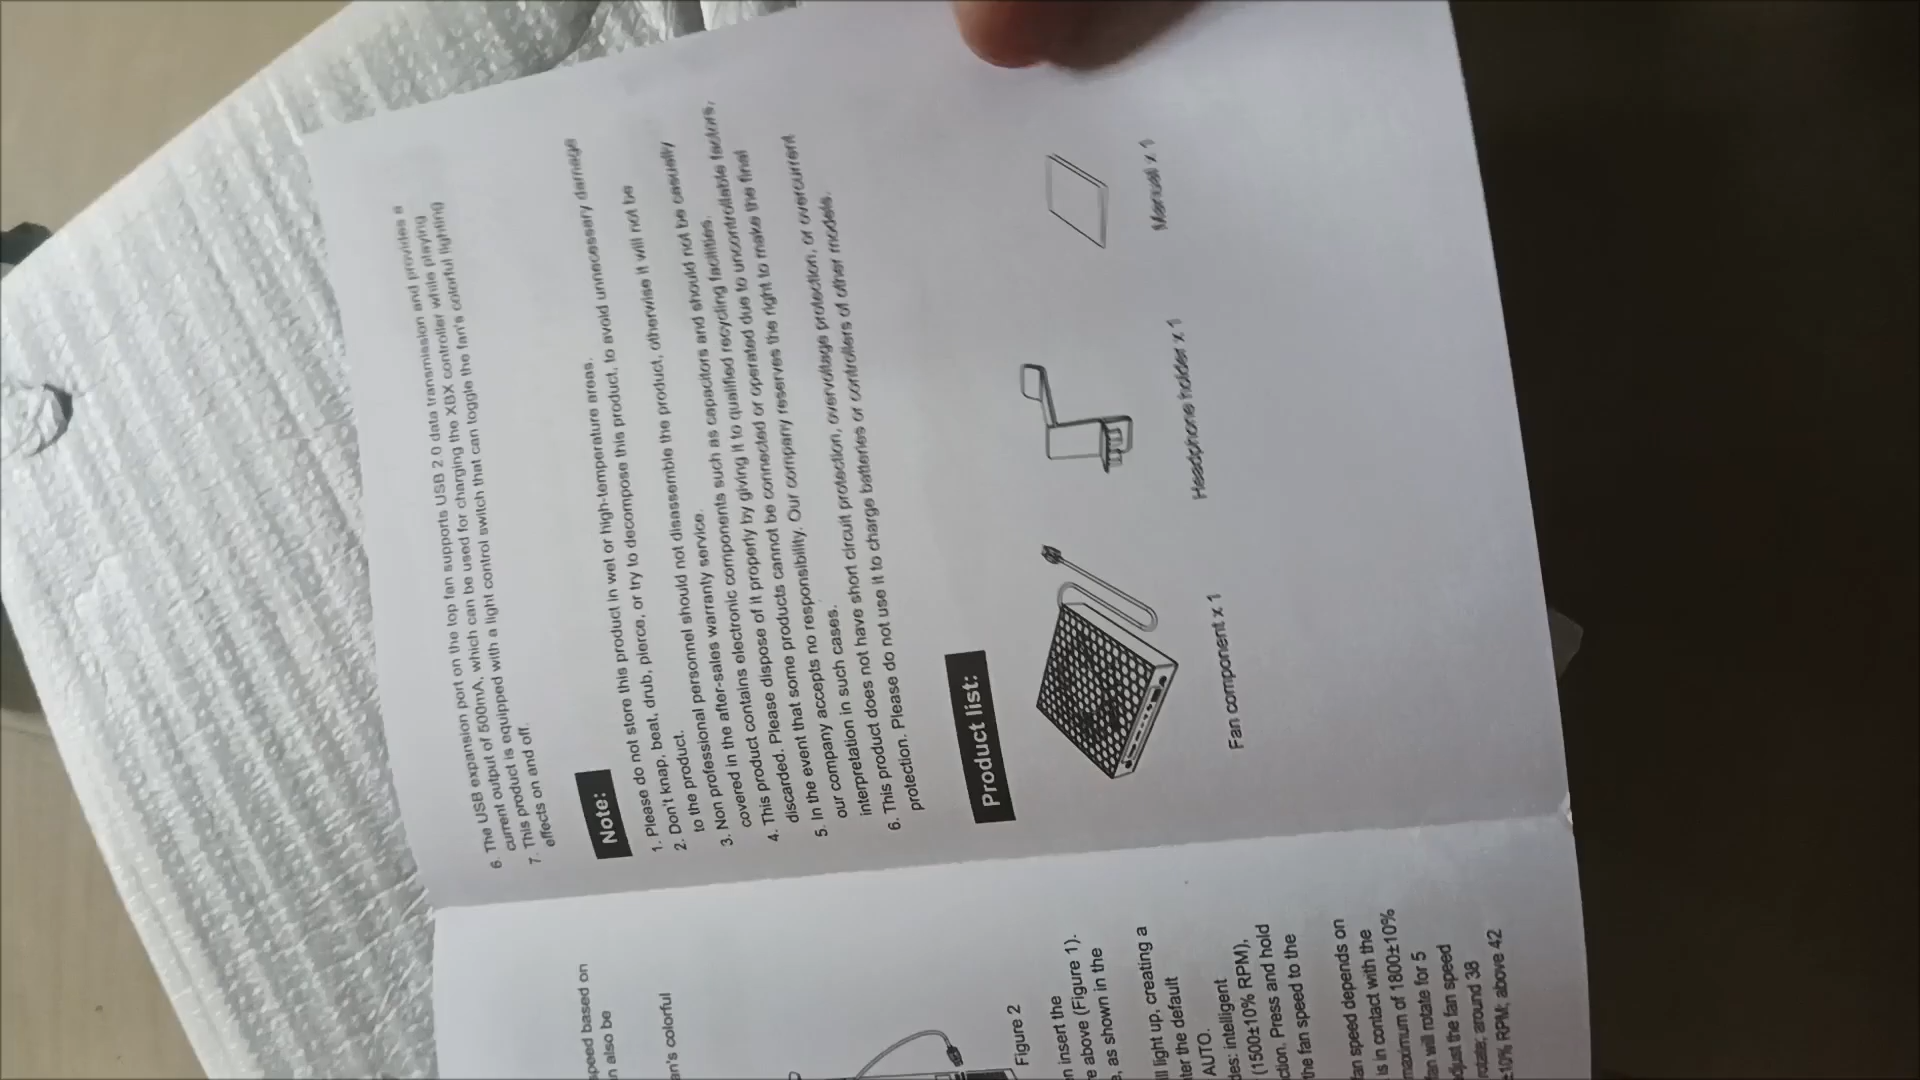 6. The USB expansion port on the top fan supports USB 2.0 data transmission and provides a
current output of 500mA, which can be used for charging the XBX controller while playing
7. This product is equipped with a light control switch that can toggle the fan's colorful lighting
effects on and off.
Note:
1. Please do not store this product in wet or high-temperature areas.
2. Don't knap, beat, drub, pierce, or try to decompose this product, to avoid unnecessary damage
to the product.
3. Non professional personnel should not disassemble the product, otherwise it will not be
covered in the after-sales warranty service.
4. This product contains electronic components such as capacitors and should not be casually
discarded. Please dispose of it properly by giving it to qualified recycling facilities.
5. In the event that some products cannot be connected or operated due to uncontrollable factors,
our company accepts no responsibility. Our company reserves the right to make the final
interpretation in such cases.
6. This product does not have short circuit protection, overvoltage protection, or overcurrent
protection. Please do not use it to charge batteries or controllers of other models.
Product list:
Fan component x 1
Headphone holder x 1
Manual x 1
speed based on
also be
an's colorful
Figure 2
insert the
above (Figure 1).
, as shown in the
light up, creating a
the default
AUTO.
des: intelligent
(1500±10% RPM),
ction. Press and hold
the fan speed to the
fan speed depends on
is in contact with the
maximum of 1800±10%
fan will rotate for 5
adjust the fan speed
rotate; around 38
±10% RPM; above 42